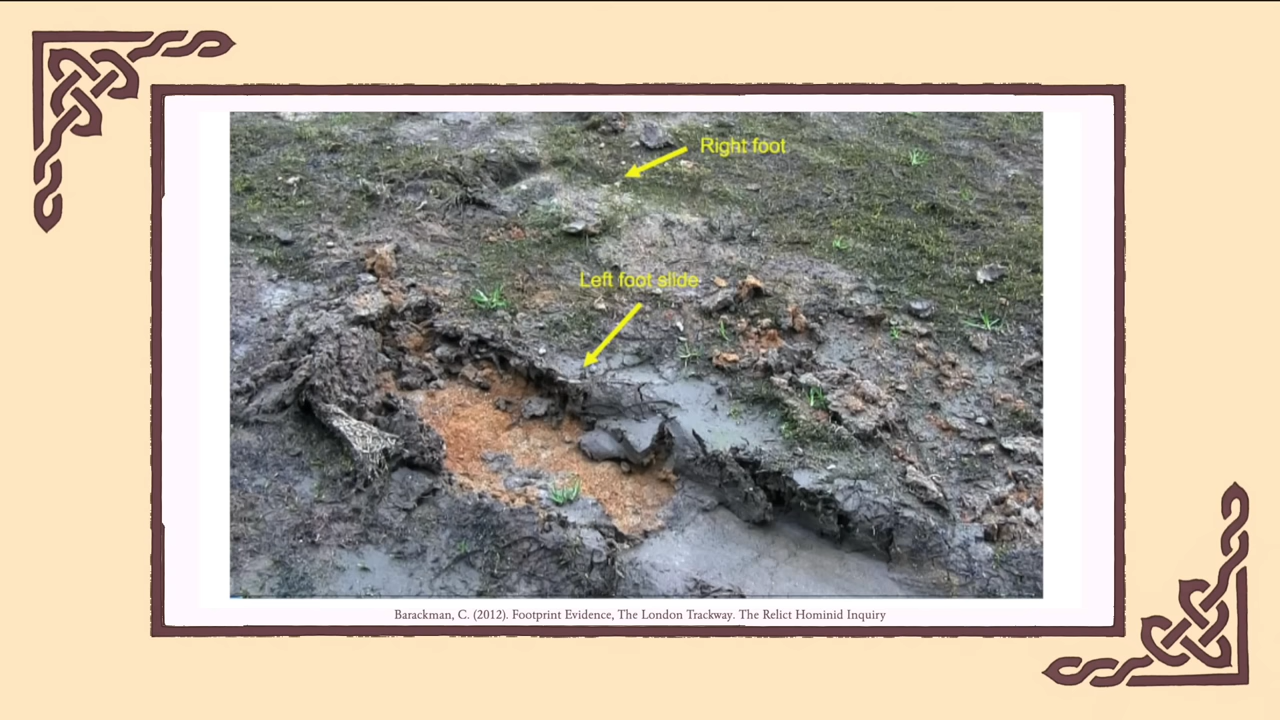 Right foot
Left foot slide
Barackman, C. (2012). Footprint Evidence, The London Trackway. The Relict Hominid Inquiry